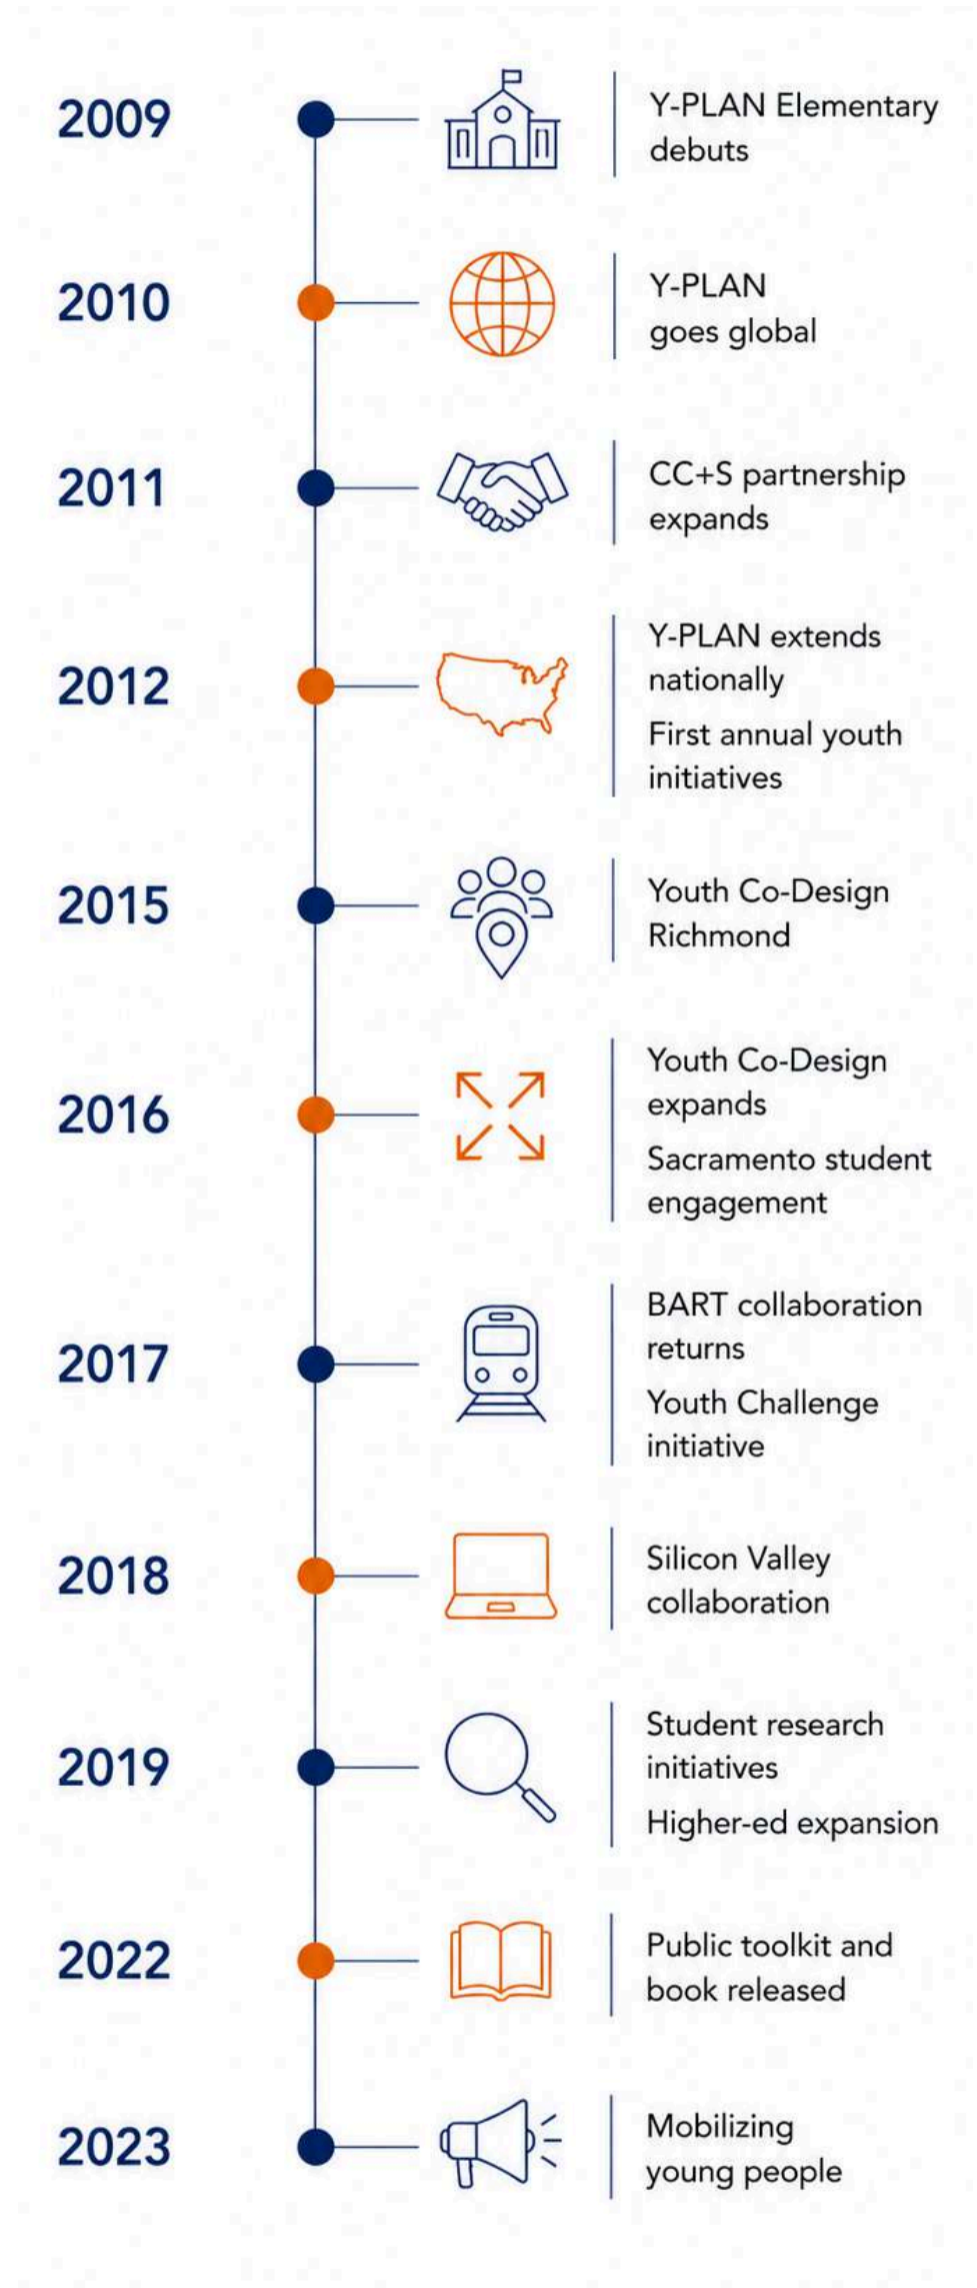 2009
Y-PLAN Elementary
debuts
2010
Y-PLAN
goes global
2011
CC+S partnership
expands
2012
Y-PLAN extends
nationally
First annual youth
initiatives
2015
Youth Co-Design
Richmond
2016
Youth Co-Design
expands
Sacramento student
engagement
2017
BART collaboration
returns
Youth Challenge
initiative
2018
Silicon Valley
collaboration
2019
Student research
initiatives
Higher-ed expansion
2022
Public toolkit and
book released
2023
Mobilizing
young people